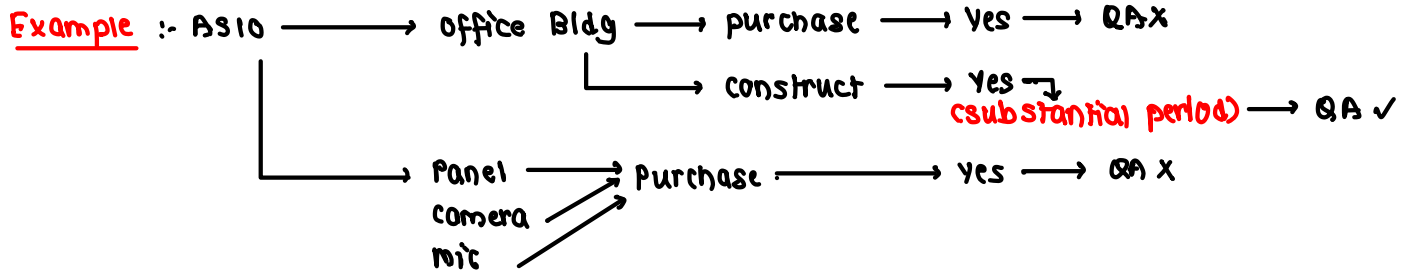 Example :- AS10 → office Bldg → purchase → yes → QA X
construct → yes
(substantial period) → QA ✓
Panel → purchase → yes → QA X
camera
mic